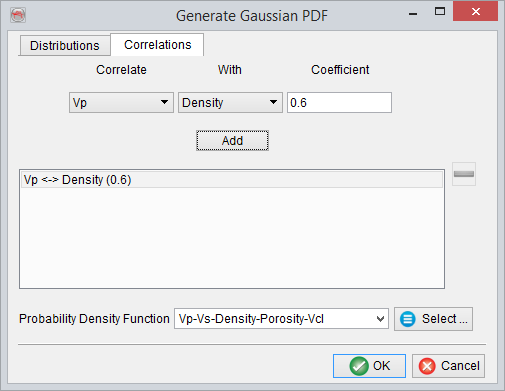 Generate Gaussian PDF
Distributions Correlations
Correlate With Coefficient
Vp Density 0.6
Add
Vp <-> Density (0.6)
Probability Density Function Vp-Vs-Density-Porosity-Vcl Select ...
OK Cancel